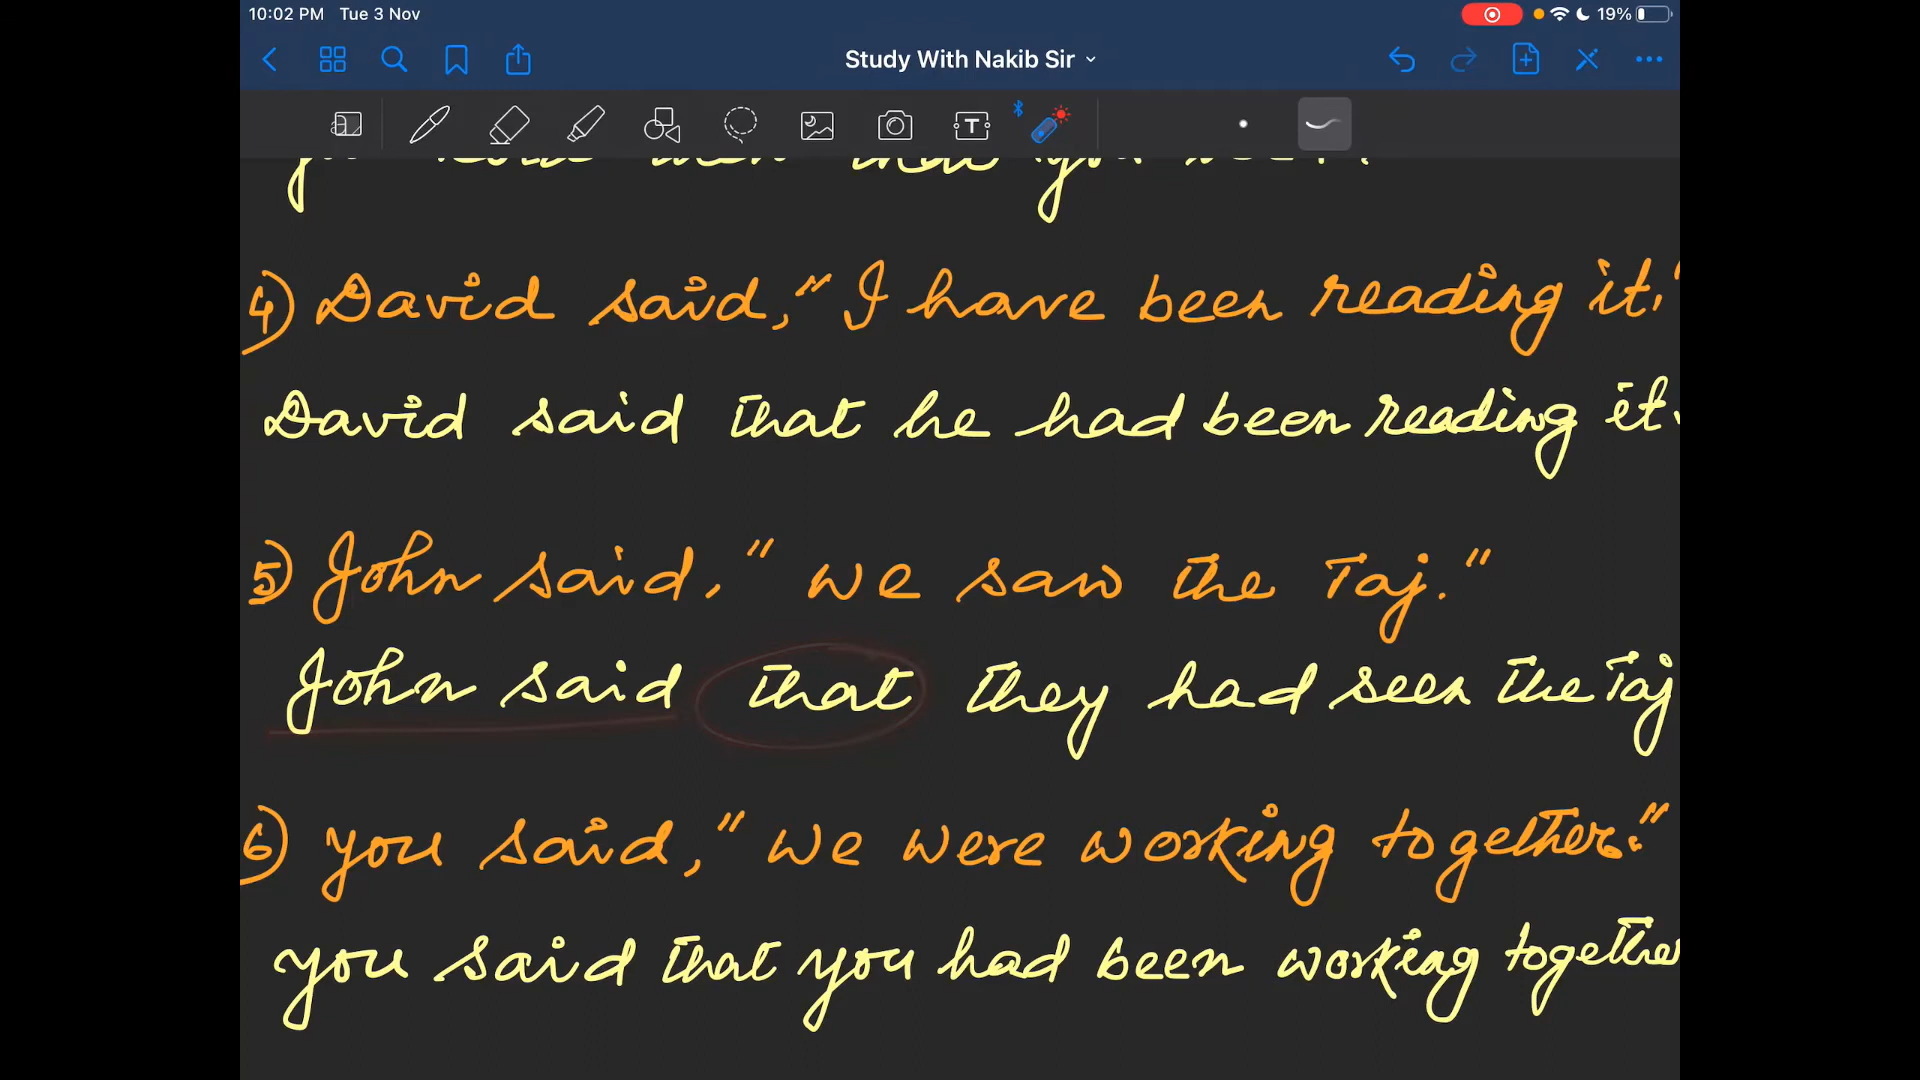 10:02 PM Tue 3 Nov
19%
Study With Nakib Sir
4) David said, "I have been reading it."
David said that he had been reading it.
5) John said, " we saw the Taj."
John said that they had seen the Taj
6) you said, "we were working together."
you said that you had been working together